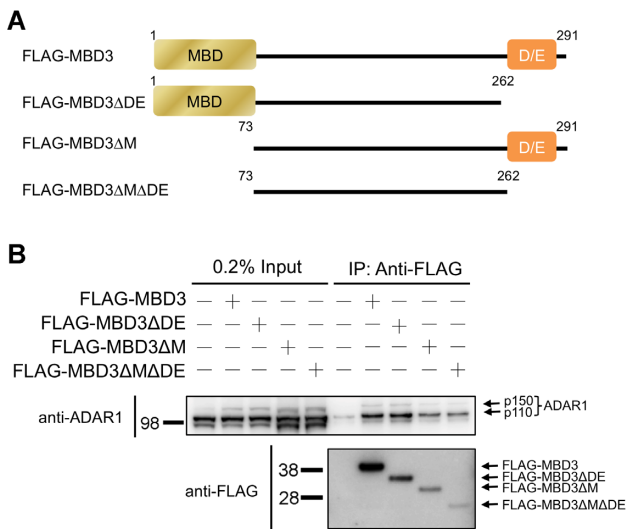 A
FLAG-MBD3
1
MBD
D/E
291
FLAG-MBD3ΔDE
1
MBD
262
FLAG-MBD3ΔM
73
D/E
291
FLAG-MBD3ΔMΔDE
73
262
B
0.2% Input
IP: Anti-FLAG
FLAG-MBD3 — + — — — — + — — —
FLAG-MBD3ΔDE — — + — — — — + — —
FLAG-MBD3ΔM — — — + — — — — + —
FLAG-MBD3ΔMΔDE — — — — + — — — — +
anti-ADAR1
98
p150
p110
ADAR1
anti-FLAG
38
28
FLAG-MBD3
FLAG-MBD3ΔDE
FLAG-MBD3ΔM
FLAG-MBD3ΔMΔDE